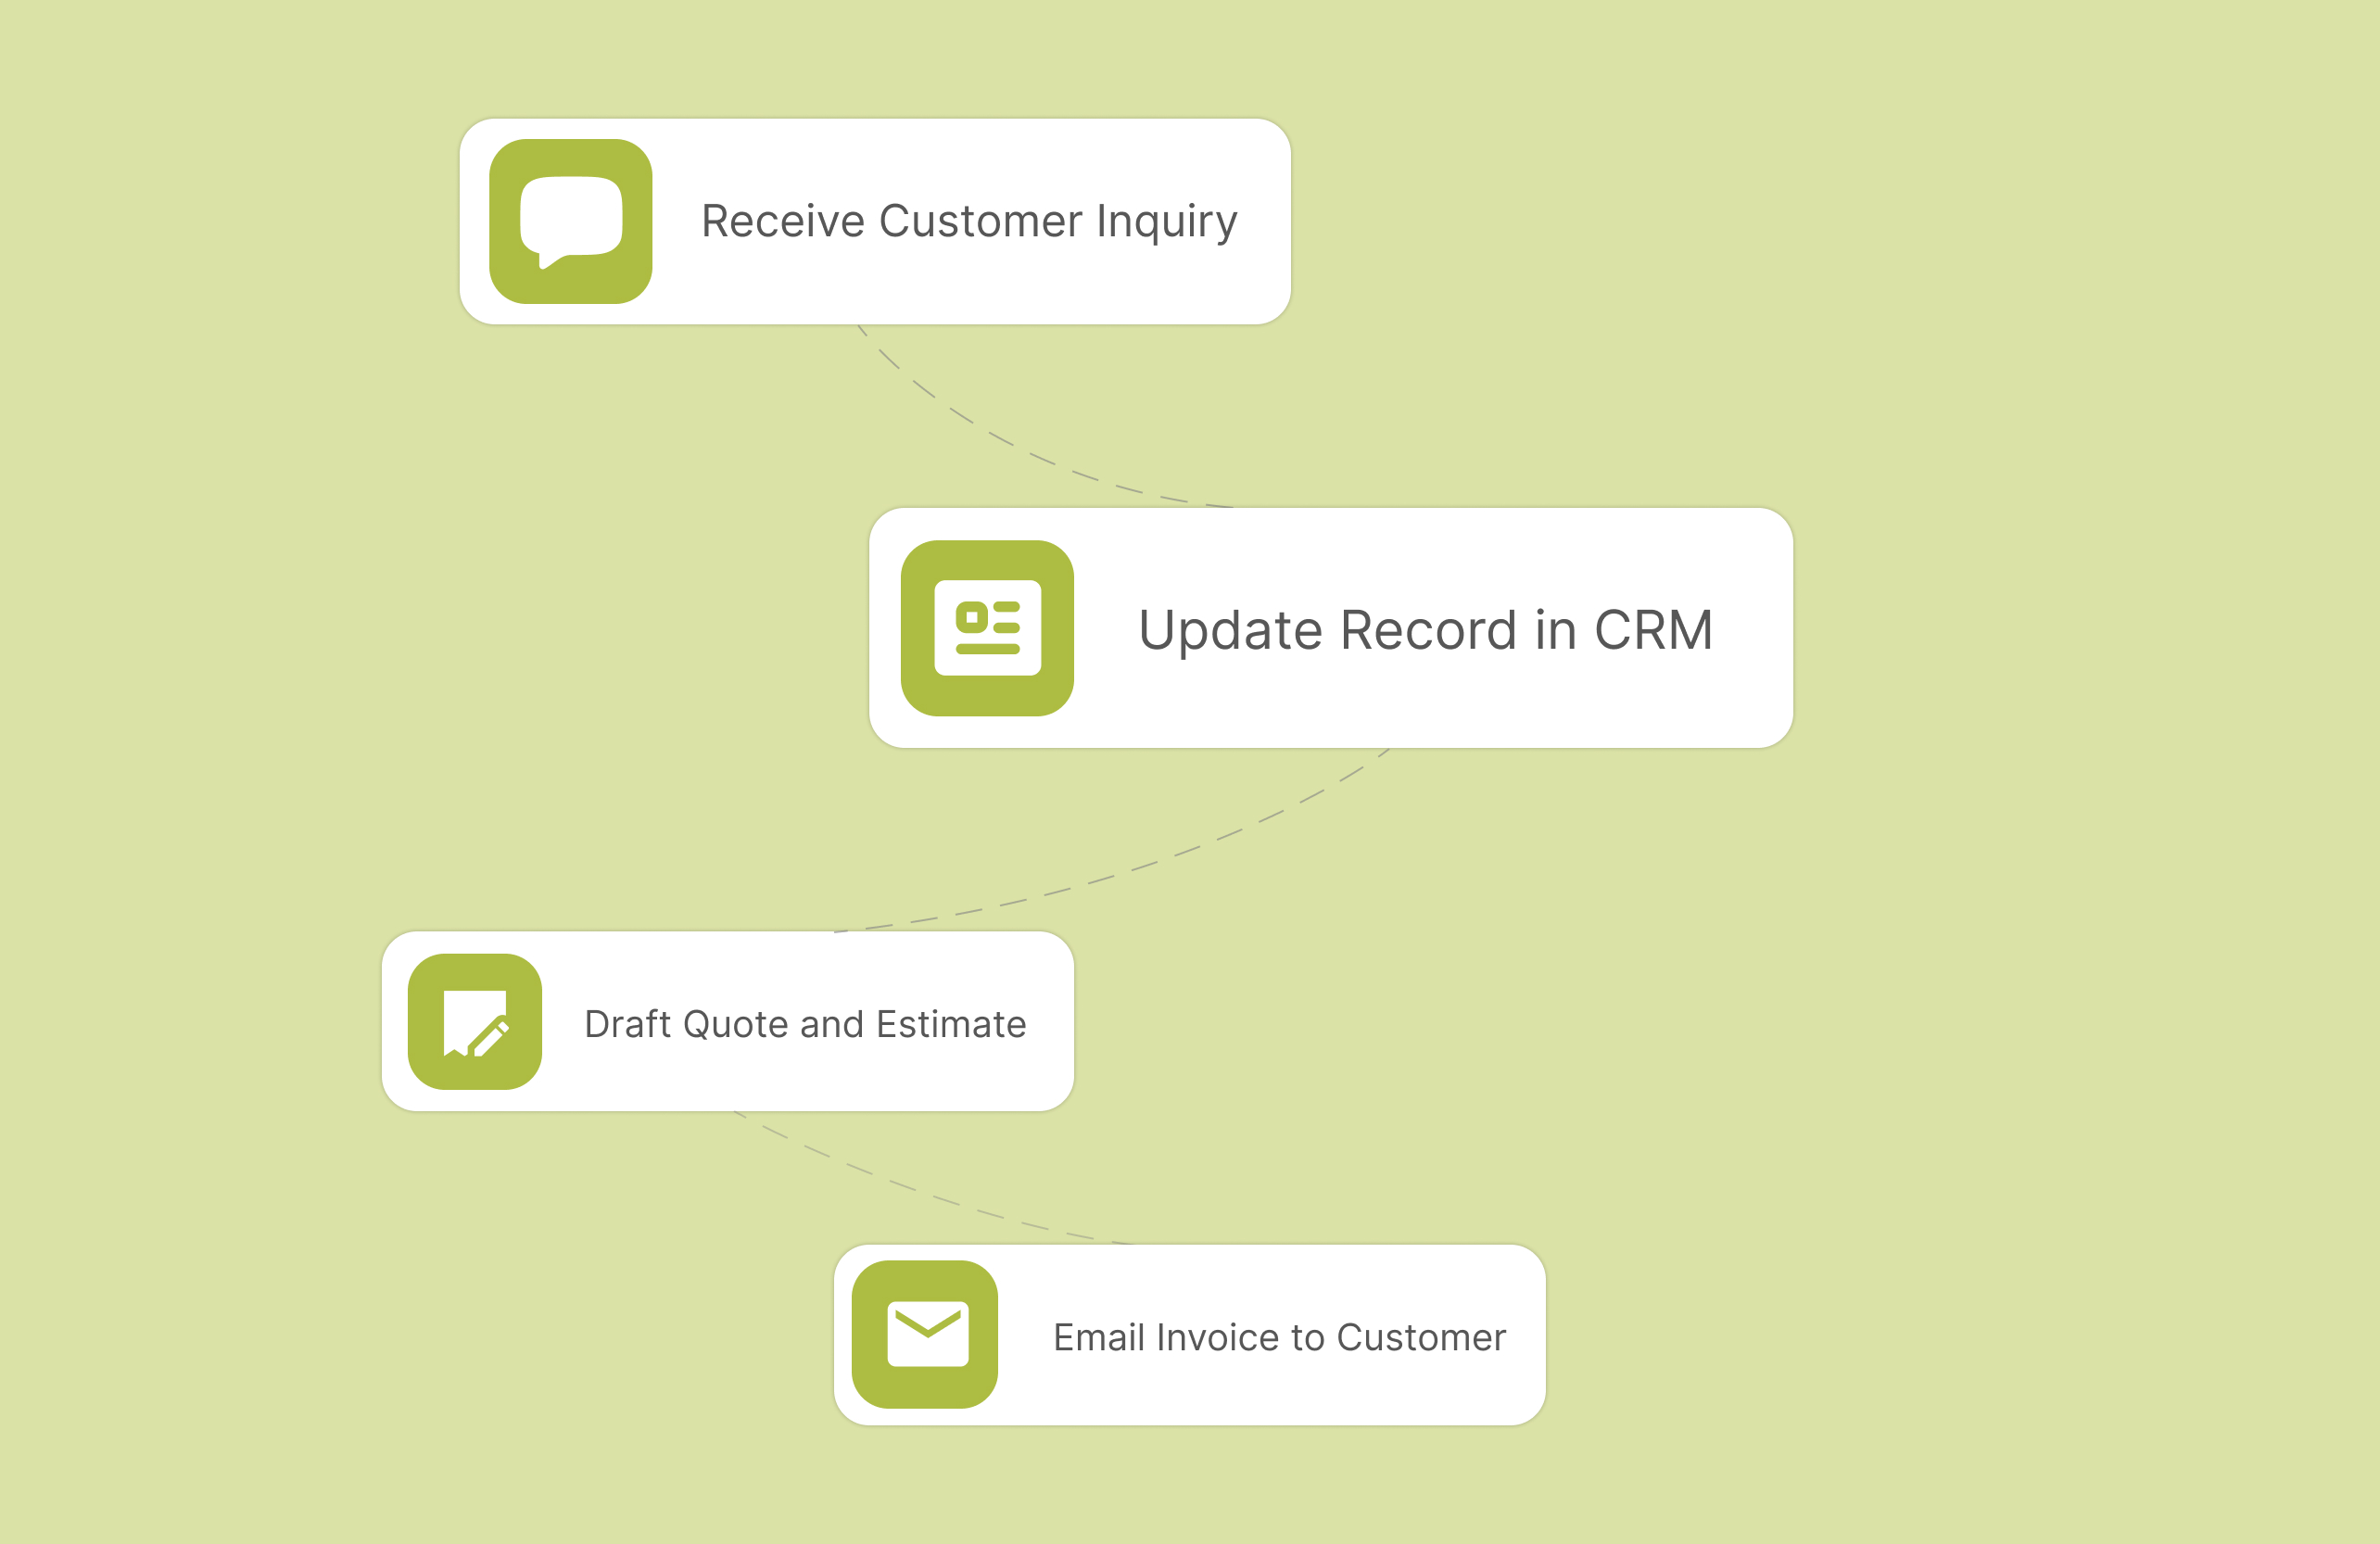 Receive Customer Inquiry
Update Record in CRM
Draft Quote and Estimate
Email Invoice to Customer